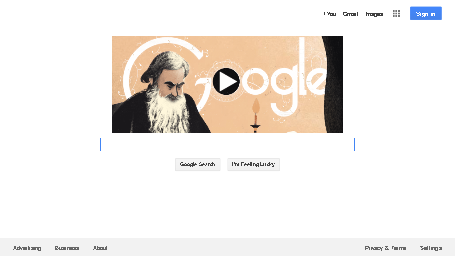 +You Gmail Images Sign in
Google
Google Search I'm Feeling Lucky
Advertising Business About Privacy & Terms Settings